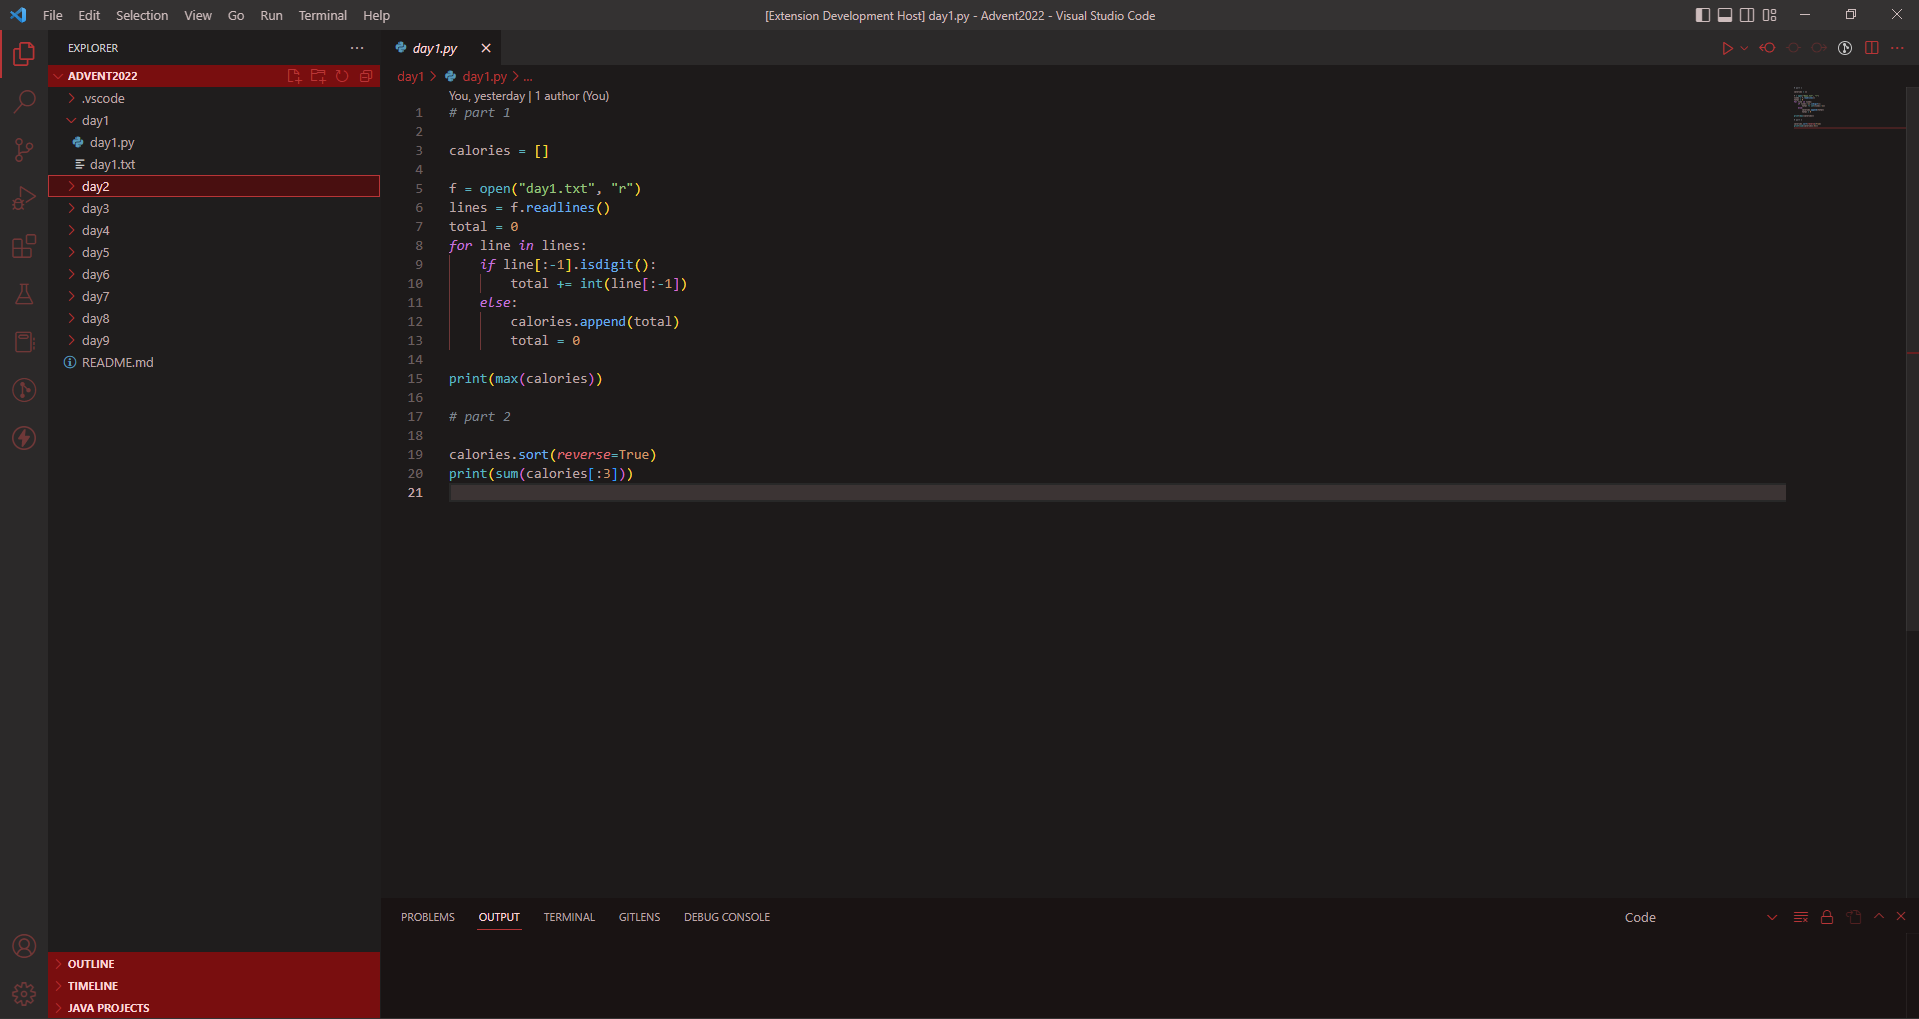 File Edit Selection View Go Run Terminal Help
[Extension Development Host] day1.py - Advent2022 - Visual Studio Code
EXPLORER
ADVENT2022
.vscode
day1
day1.py
day1.txt
day2
day3
day4
day5
day6
day7
day8
day9
README.md
OUTLINE
TIMELINE
JAVA PROJECTS
day1.py
day1 > day1.py > ...
You, yesterday | 1 author (You)
1 # part 1
2
3 calories = []
4
5 f = open("day1.txt", "r")
6 lines = f.readlines()
7 total = 0
8 for line in lines:
9     if line[:-1].isdigit():
10         total += int(line[:-1])
11     else:
12         calories.append(total)
13         total = 0
14
15 print(max(calories))
16
17 # part 2
18
19 calories.sort(reverse=True)
20 print(sum(calories[:3]))
21
PROBLEMS OUTPUT TERMINAL GITLENS DEBUG CONSOLE
Code